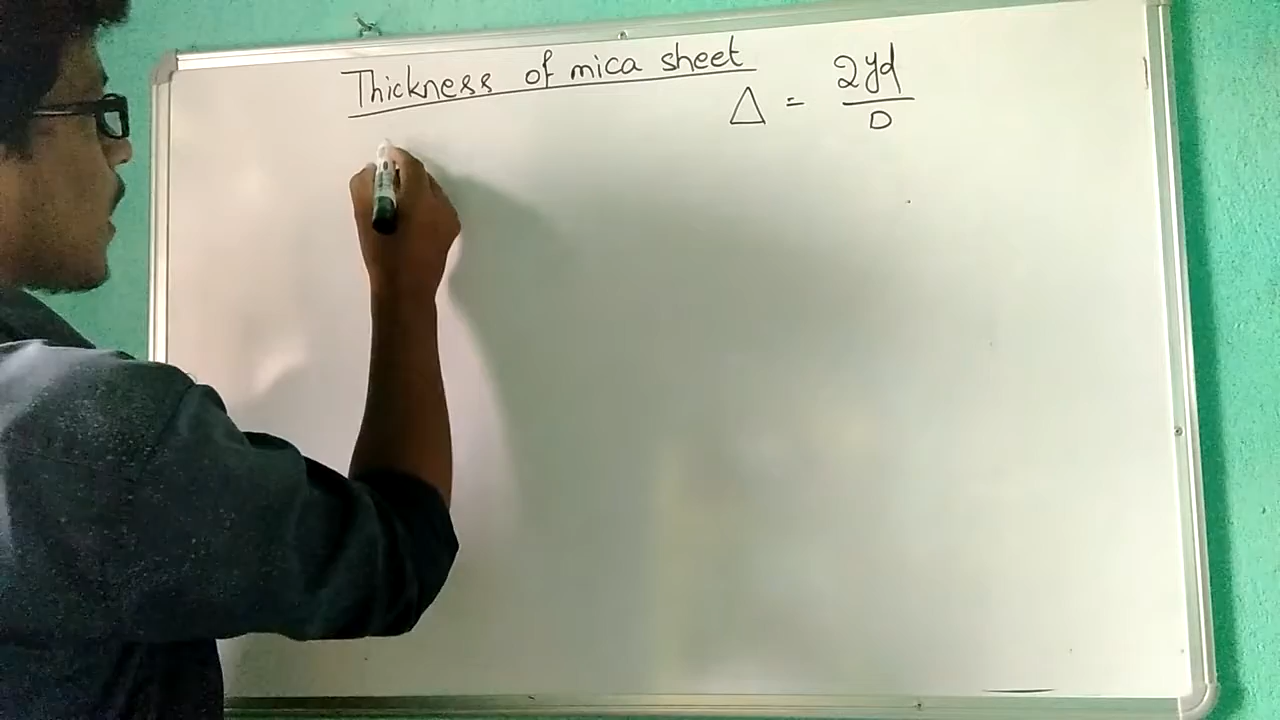 Thickness of mica sheet
Δ = 2yd
D